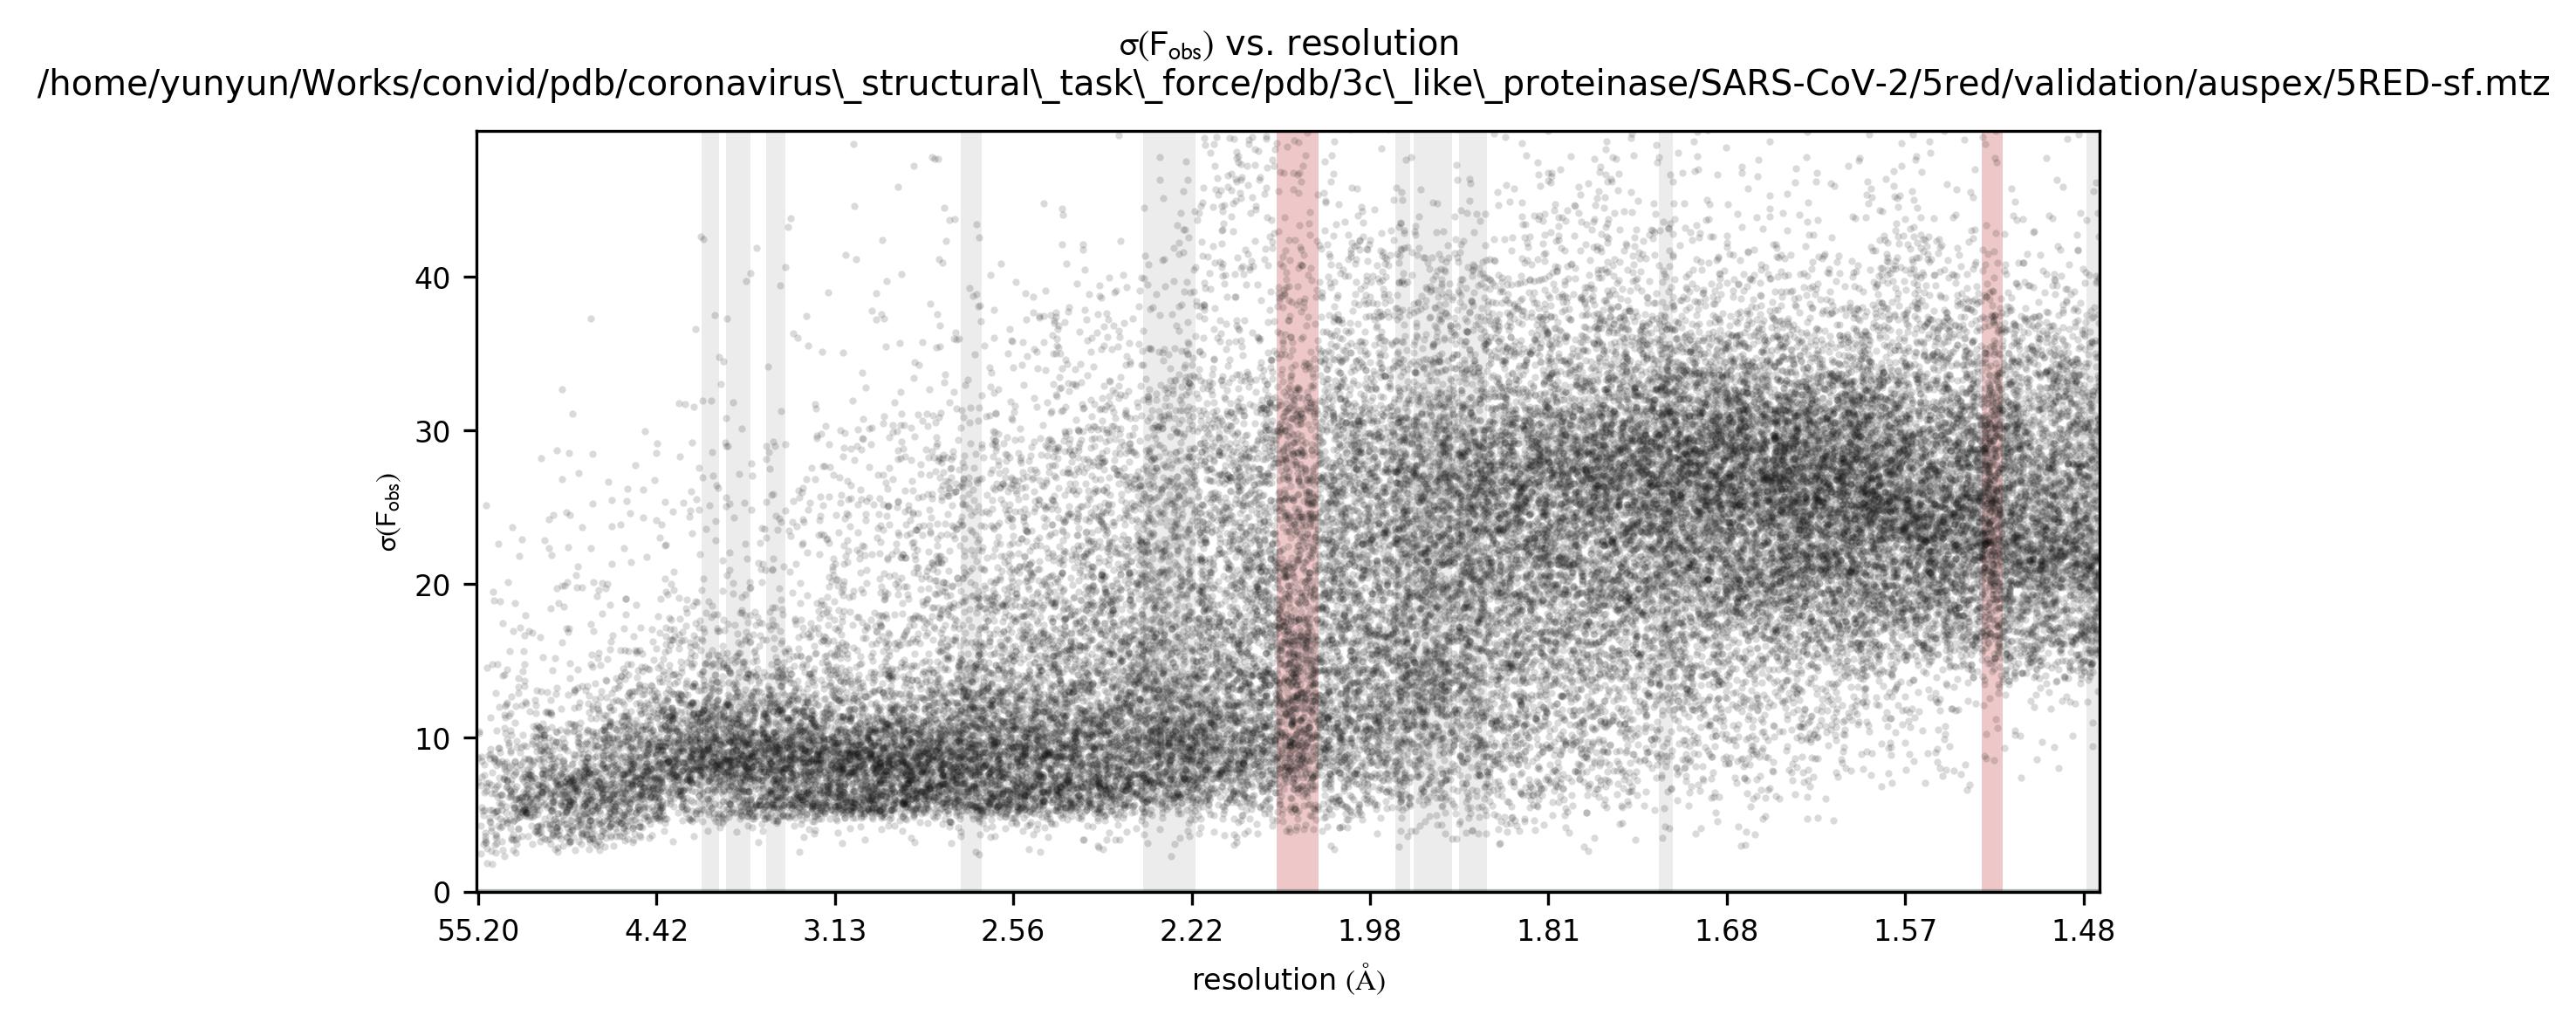 σ(F_obs) vs. resolution
/home/yunyun/Works/convid/pdb/coronavirus\_structural\_task\_force/pdb/3c\_like\_proteinase/SARS-CoV-2/5red/validation/auspex/5RED-sf.mtz
σ(F_obs)
40
30
20
10
0
55.20 4.42 3.13 2.56 2.22 1.98 1.81 1.68 1.57 1.48
resolution (Å)